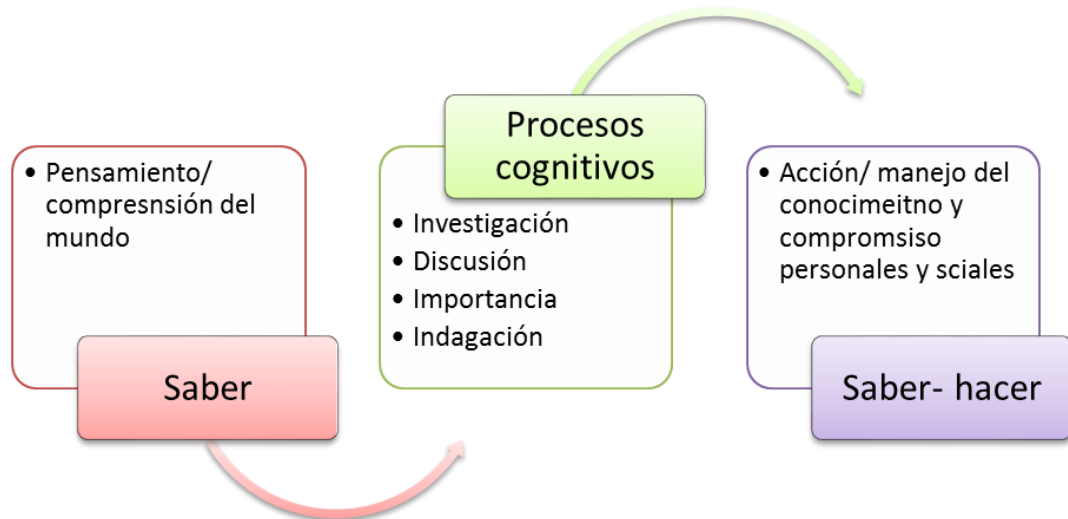 • Pensamiento/
compresnsión del
mundo
Saber
Procesos
cognitivos
• Investigación
• Discusión
• Importancia
• Indagación
• Acción/ manejo del
conocimeitno y
compromsiso
personales y sciales
Saber- hacer